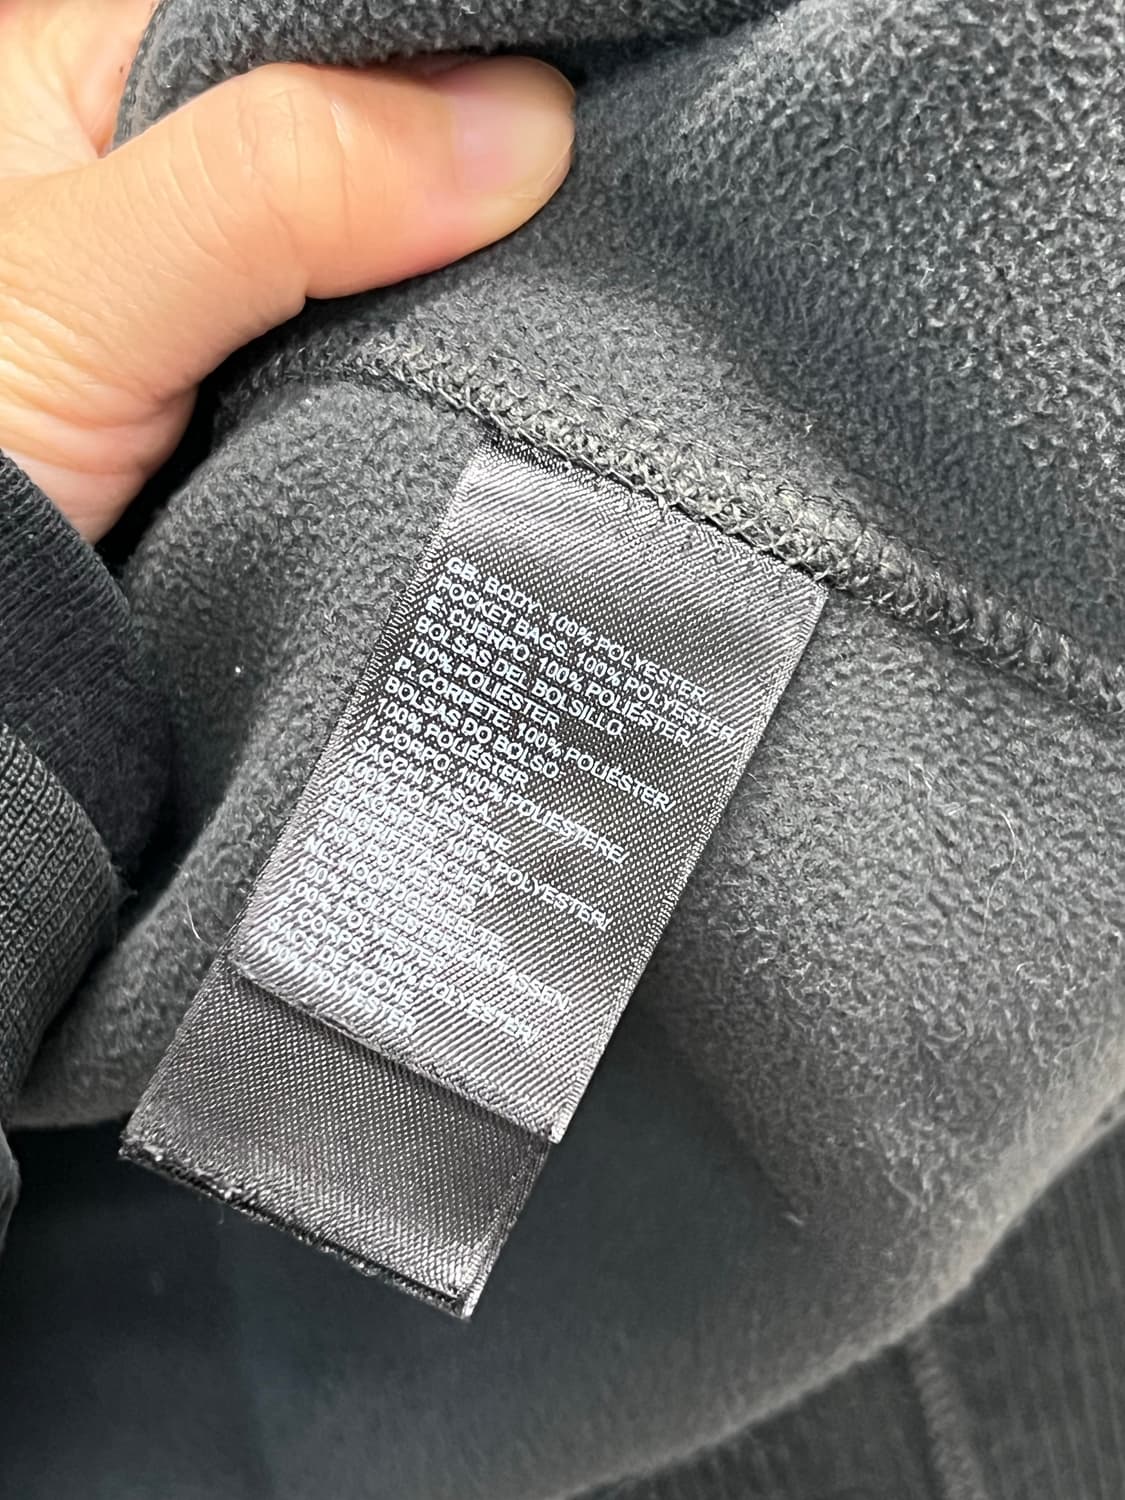 GB: BODY: 100% POLYESTER/
POCKET BAGS: 100% POLYESTER
E: CUERPO: 100% POLIÉSTER/
BOLSAS DEL BOLSILLO
100% POLIÉSTER
P: CORPETE 100% POLIÉSTER/
BOLSAS DO BOLSO
100% POLIÉSTER
I: CORPO: 100% POLIESTERE/
SACCHIT TASCA:
100% POLIESTERE
D: KÖRPER: 100% POLYESTER/
100% POLYESTER
100% POLYESTER
F: CORPS: 100% POLYESTER/
SACS DE POCHE
100% POLYESTER